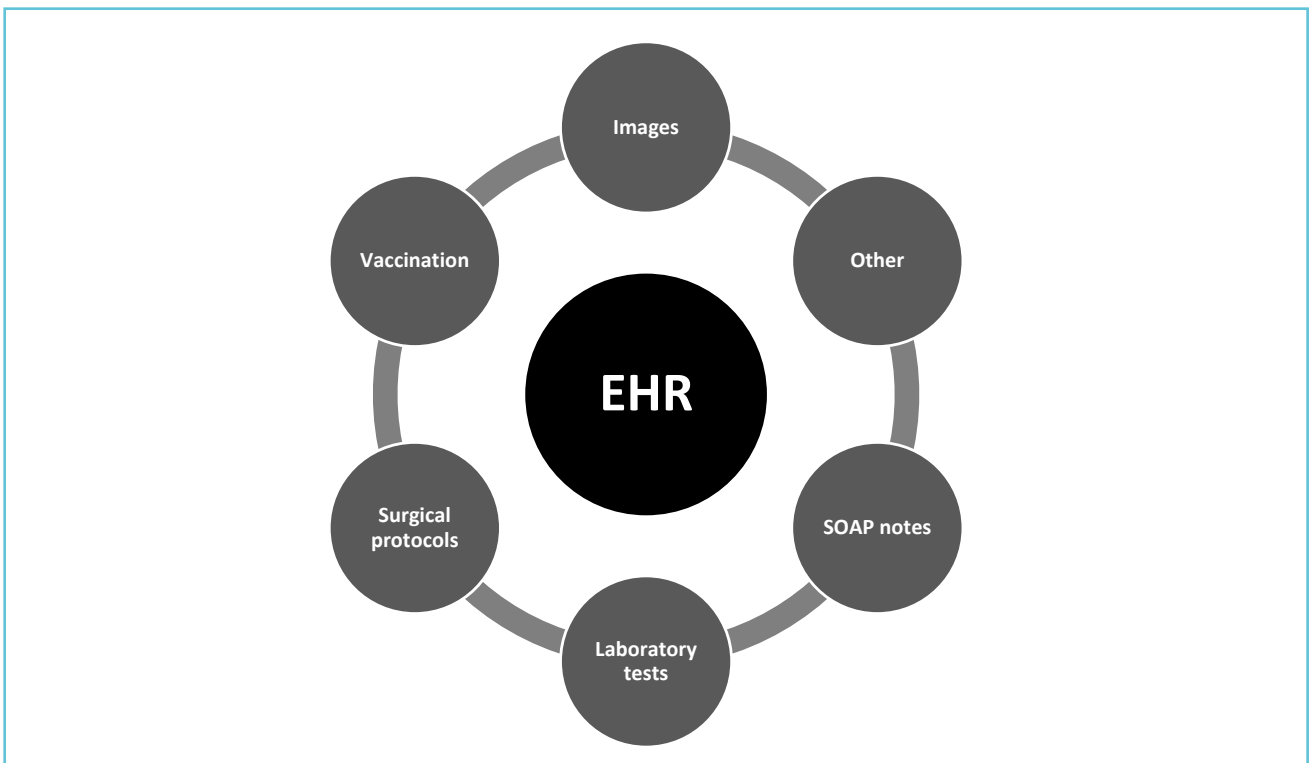 Images
Other
SOAP notes
Laboratory
tests
Surgical
protocols
Vaccination
EHR